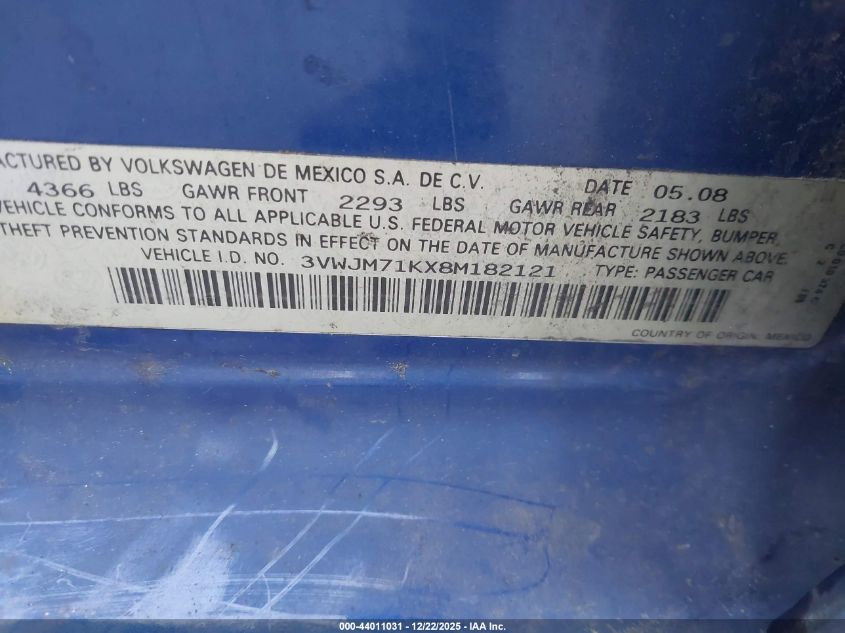 ACTURED BY VOLKSWAGEN DE MEXICO S.A. DE C.V. DATE 05.08
4366 LBS GAWR FRONT 2293 LBS GAWR REAR 2183 LBS
VEHICLE CONFORMS TO ALL APPLICABLE U.S. FEDERAL MOTOR VEHICLE SAFETY, BUMPER,
THEFT PREVENTION STANDARDS IN EFFECT ON THE DATE OF MANUFACTURE SHOWN ABOVE.
VEHICLE I.D. NO. 3VWJM71KX8M182121 TYPE: PASSENGER CAR
COUNTRY OF ORIGIN, MEXICO
000-44011031 - 12/22/2025 - IAA Inc.